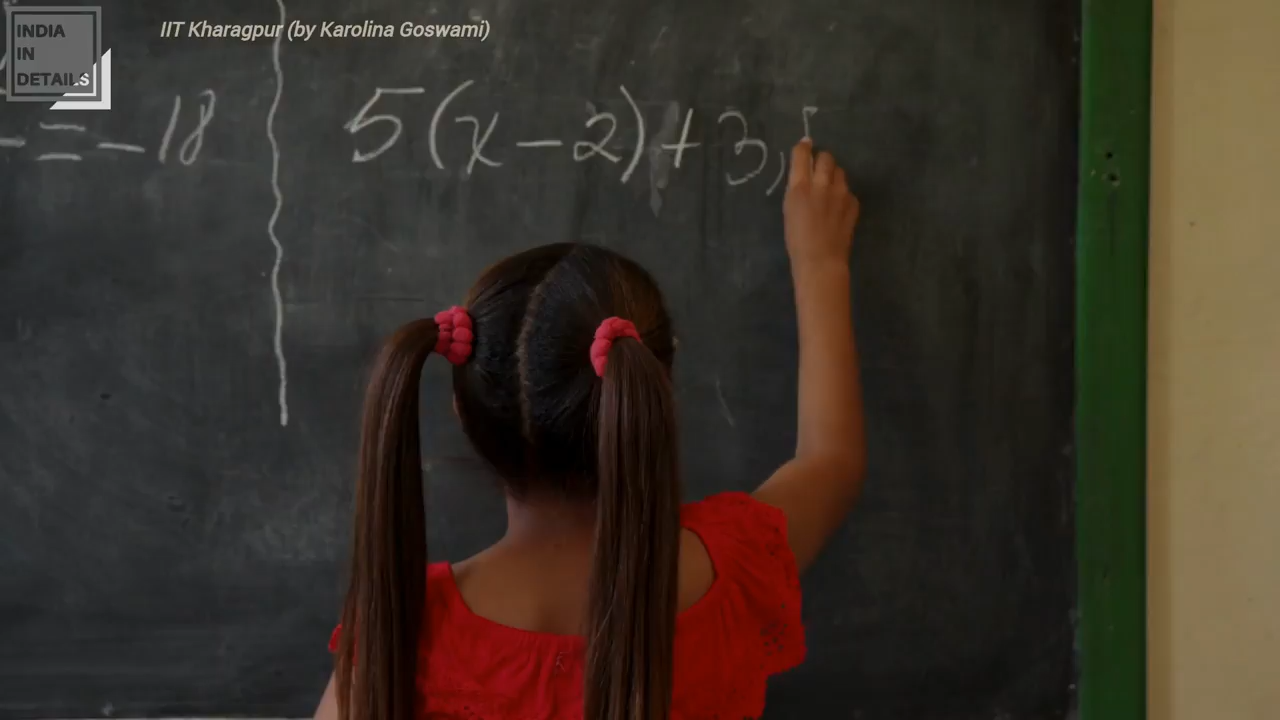 IIT Kharagpur (by Karolina Goswami)
INDIA
IN
DETAILS
= -18
5(x-2)+3,